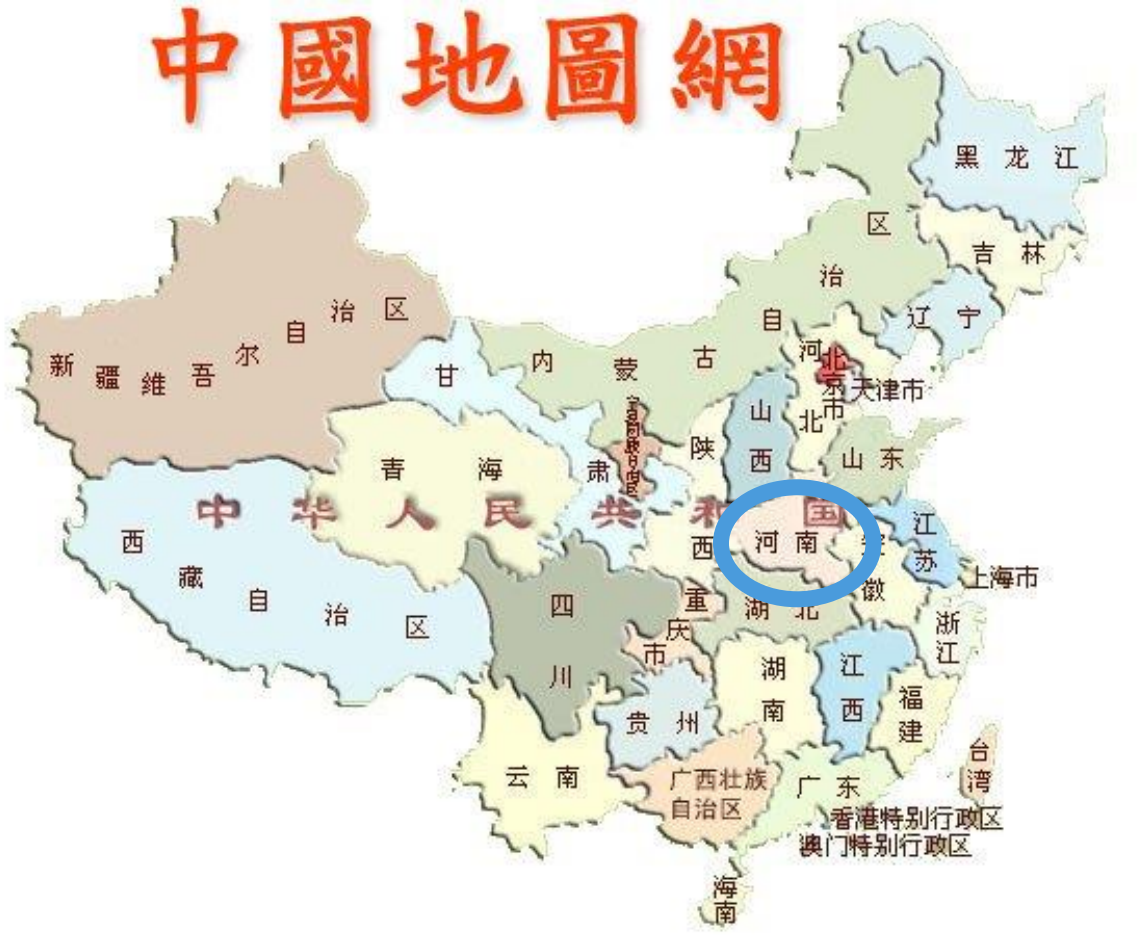 中國地圖網
黑龙江
吉林
辽宁
内蒙古自治区
新疆维吾尔自治区
甘肃
河北
北京市
天津市
山西
山东
陕西
青海
中华人民共和国
西藏自治区
河南
江苏
安徽
上海市
四川
重庆市
湖北
浙江
湖南
江西
福建
贵州
云南
广西壮族
自治区
广东
台湾
香港特别行政区
澳门特别行政区
海南